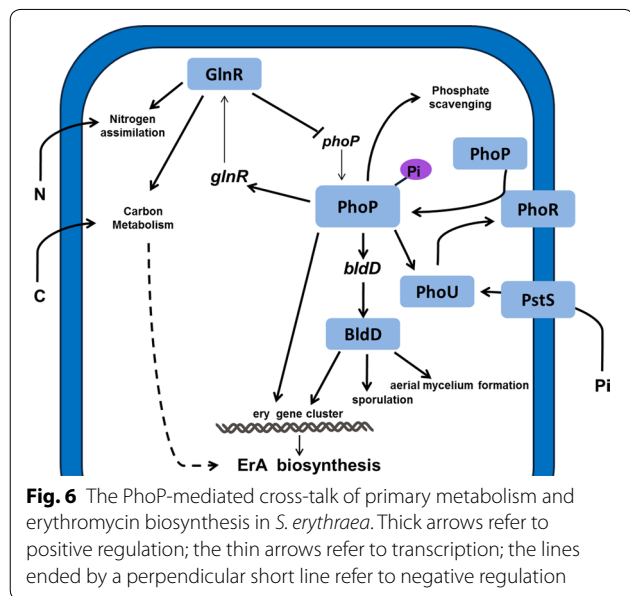 GlnR
Phosphate
scavenging
Nitrogen
assimilation
phoP
PhoP
N
glnR
Pi
PhoP
PhoR
Carbon
Metabolism
C
bldD
PhoU
PstS
BldD
Pi
aerial mycelium formation
sporulation
ery gene cluster
ErA biosynthesis
Fig. 6 The PhoP-mediated cross-talk of primary metabolism and
erythromycin biosynthesis in S. erythraea. Thick arrows refer to
positive regulation; the thin arrows refer to transcription; the lines
ended by a perpendicular short line refer to negative regulation